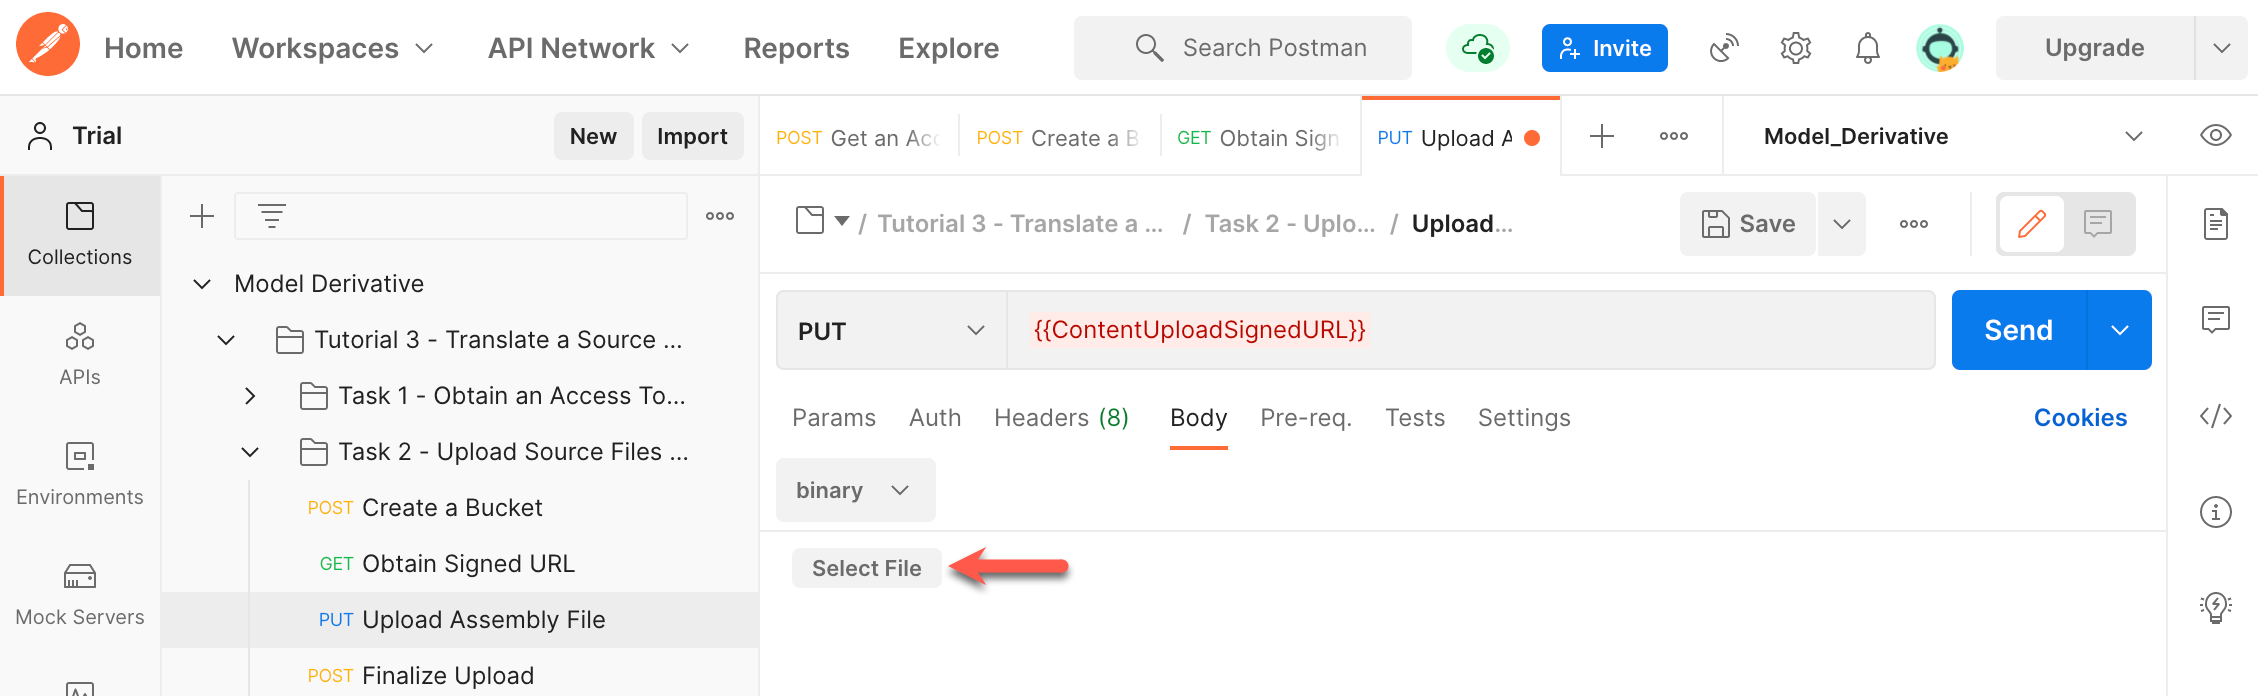 Home Workspaces API Network Reports Explore Search Postman Invite Upgrade
Trial New Import
POST Get an Acc POST Create a B GET Obtain Sign PUT Upload A Model_Derivative
Collections
APIs
Environments
Mock Servers
Model Derivative
Tutorial 3 - Translate a Source ...
Task 1 - Obtain an Access To...
Task 2 - Upload Source Files ...
POST Create a Bucket
GET Obtain Signed URL
PUT Upload Assembly File
POST Finalize Upload
/ Tutorial 3 - Translate a ... / Task 2 - Uplo... / Upload... Save
PUT {{ContentUploadSignedURL}} Send
Params Auth Headers (8) Body Pre-req. Tests Settings Cookies
binary
Select File